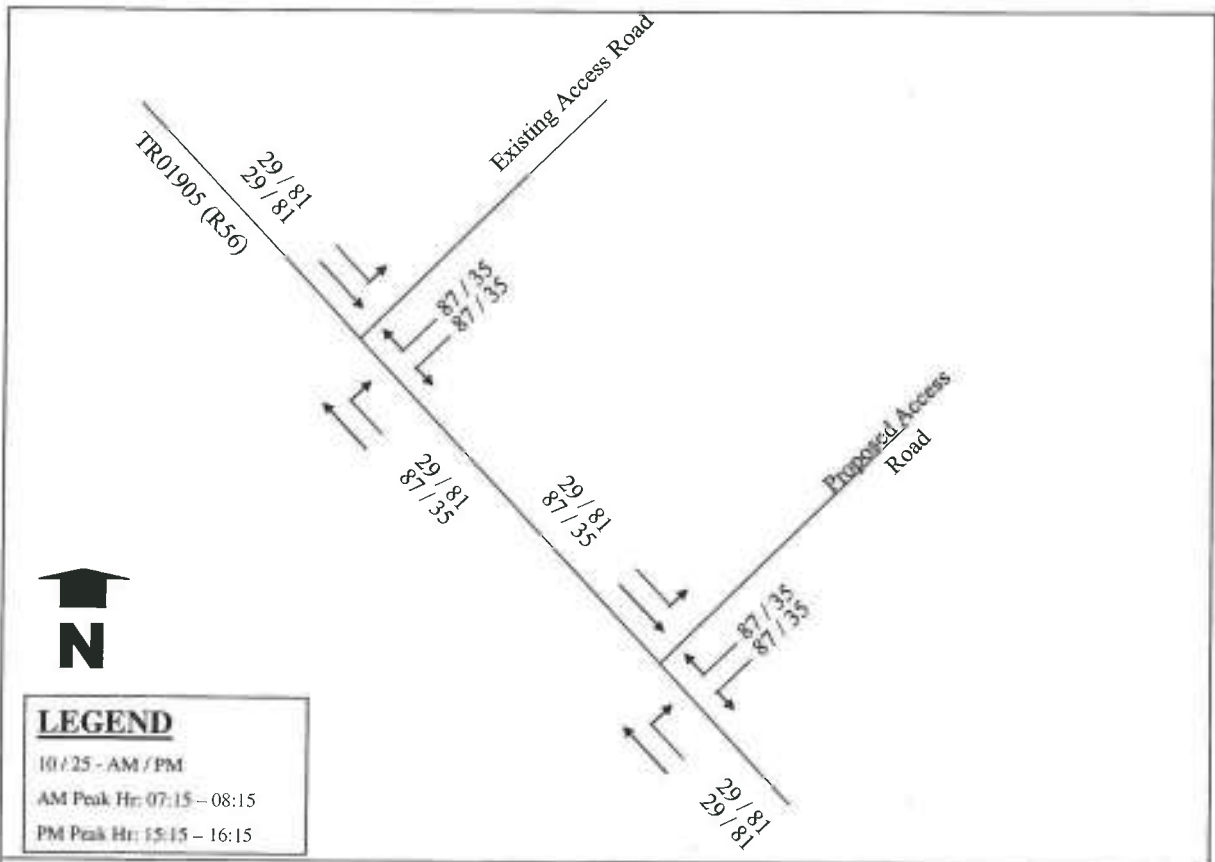 Existing Access Road
TR01905 (R56)
29 / 81
29 / 81
87 / 35
87 / 35
29 / 81
87 / 35
29 / 81
87 / 35
Proposed Access
Road
87 / 35
87 / 35
29 / 81
29 / 81
N
LEGEND
10 / 25 - AM / PM
AM Peak Hr: 07:15 – 08:15
PM Peak Hr: 15:15 – 16:15